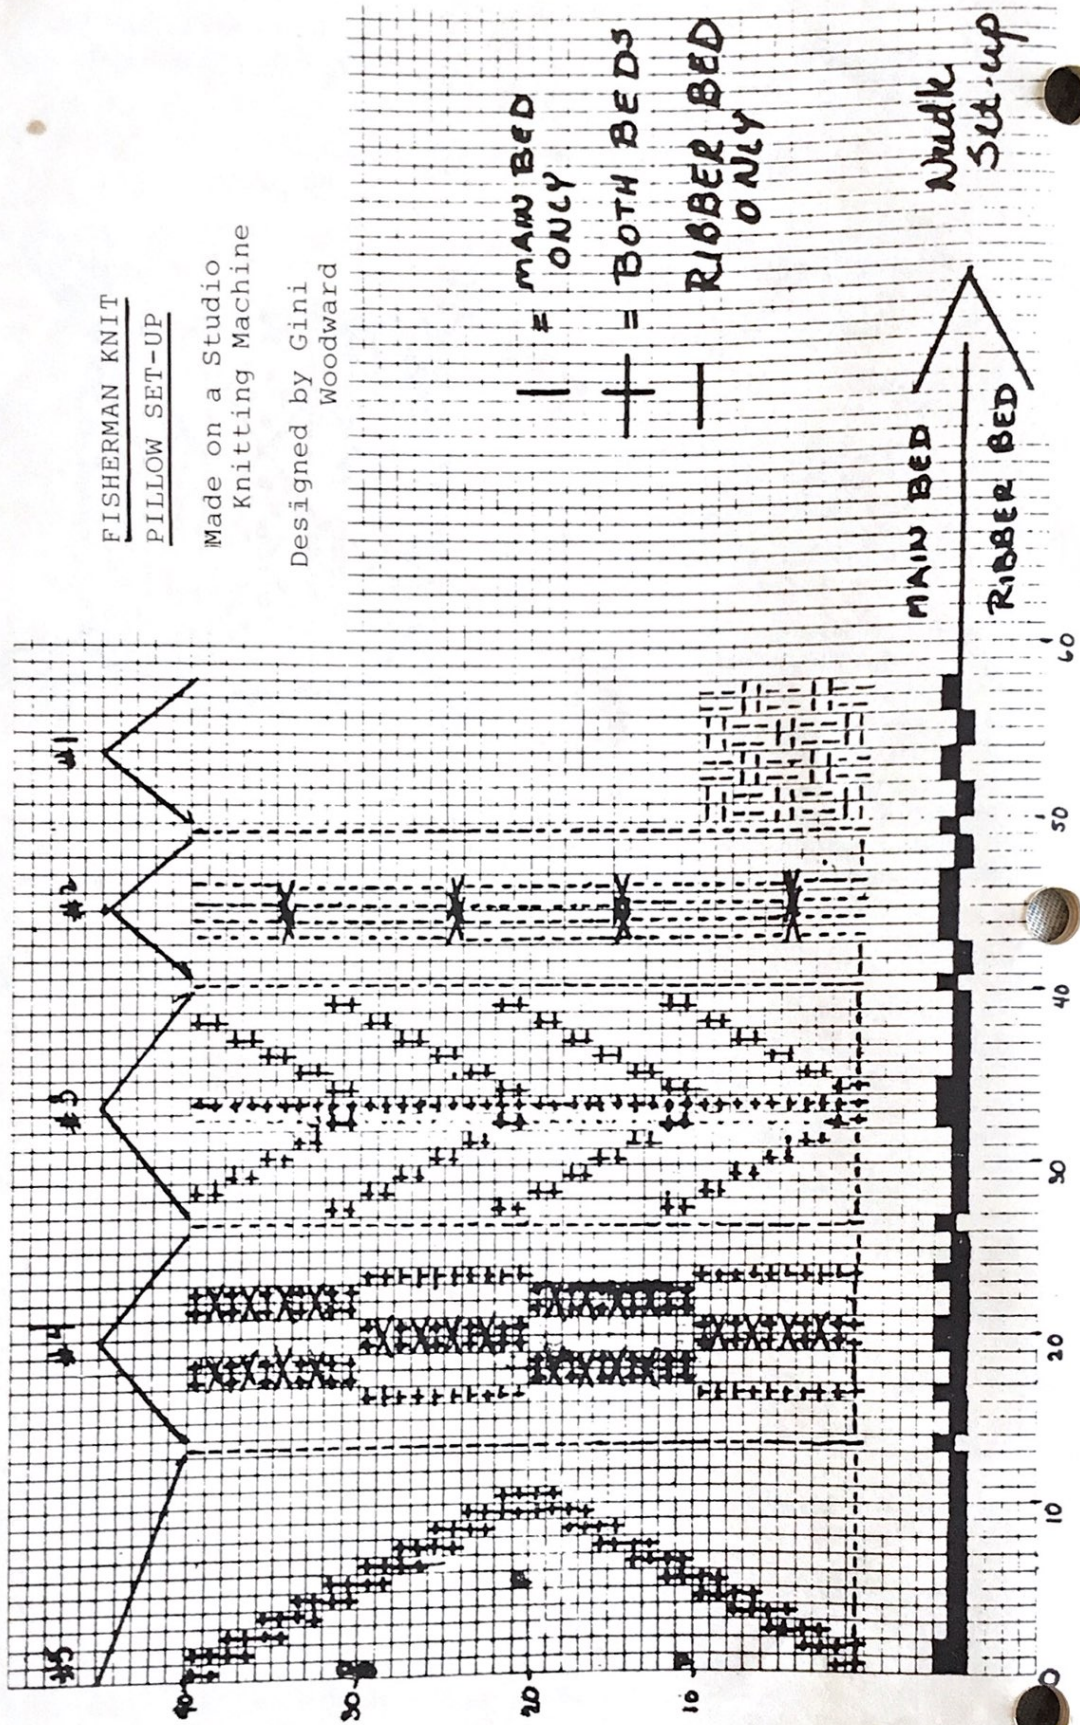 FISHERMAN KNIT
PILLOW SET-UP
Made on a Studio
Knitting Machine
Designed by Gini
Woodward
| = MAIN BED
ONLY
+ = BOTH BEDS
— RIBBER BED
ONLY
#5
#4
#3
#2
#1
40
30
20
10
MAIN BED
RIBBER BED
Needle
Set-up
0
10
20
30
40
50
60